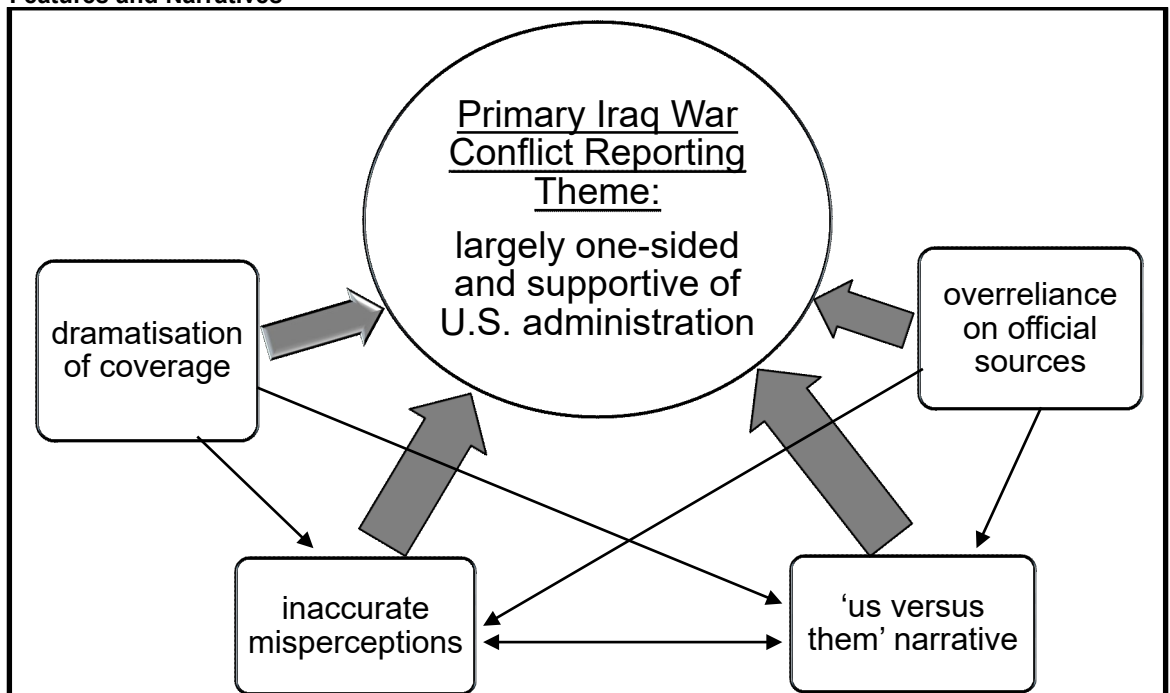 Features and Narratives
Primary Iraq War
Conflict Reporting
Theme:
largely one-sided
and supportive of
U.S. administration
dramatisation
of coverage
overreliance
on official
sources
inaccurate
misperceptions
‘us versus
them’ narrative